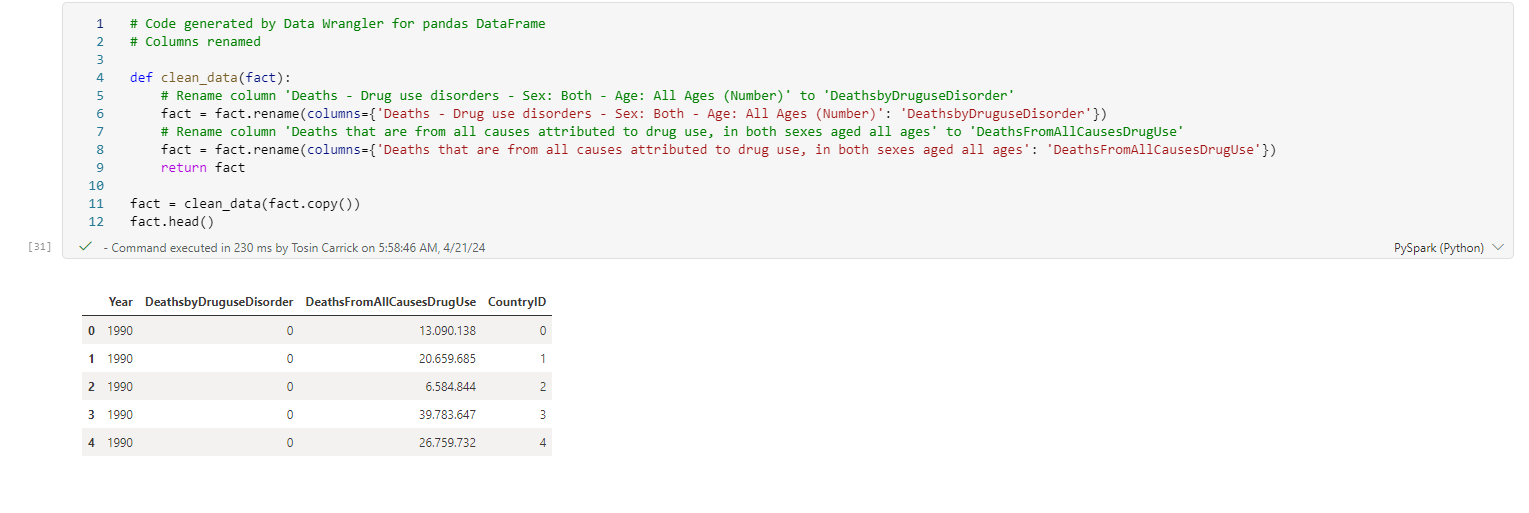 1 # Code generated by Data Wrangler for pandas DataFrame
2 # Columns renamed
3
4 def clean_data(fact):
5     # Rename column 'Deaths - Drug use disorders - Sex: Both - Age: All Ages (Number)' to 'DeathsbyDruguseDisorder'
6     fact = fact.rename(columns={'Deaths - Drug use disorders - Sex: Both - Age: All Ages (Number)': 'DeathsbyDruguseDisorder'})
7     # Rename column 'Deaths that are from all causes attributed to drug use, in both sexes aged all ages' to 'DeathsFromAllCausesDrugUse'
8     fact = fact.rename(columns={'Deaths that are from all causes attributed to drug use, in both sexes aged all ages': 'DeathsFromAllCausesDrugUse'})
9     return fact
10
11 fact = clean_data(fact.copy())
12 fact.head()
[31] - Command executed in 230 ms by Tosin Carrick on 5:58:46 AM, 4/21/24 PySpark (Python)
Year DeathsbyDruguseDisorder DeathsFromAllCausesDrugUse CountryID
0 1990 0 13.090.138 0
1 1990 0 20.659.685 1
2 1990 0 6.584.844 2
3 1990 0 39.783.647 3
4 1990 0 26.759.732 4